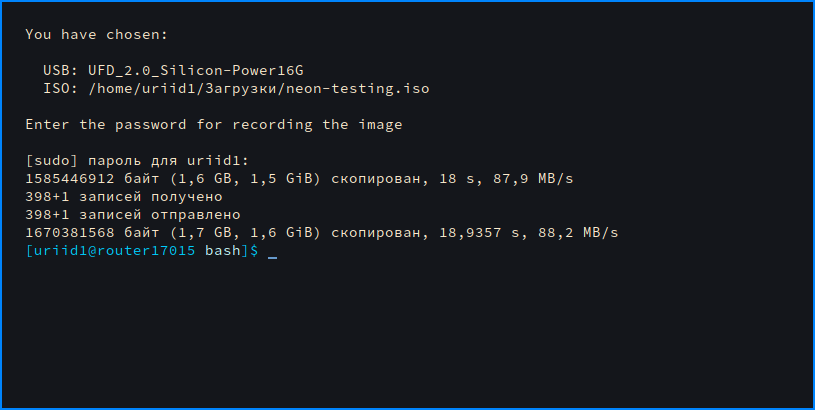 You have chosen:
USB: UFD_2.0_Silicon-Power16G
ISO: /home/uriid1/Загрузки/neon-testing.iso
Enter the password for recording the image
[sudo] пароль для uriid1:
1585446912 байт (1,6 GB, 1,5 GiB) скопирован, 18 s, 87,9 MB/s
398+1 записей получено
398+1 записей отправлено
1670381568 байт (1,7 GB, 1,6 GiB) скопирован, 18,9357 s, 88,2 MB/s
[uriid1@router17015 bash]$ _